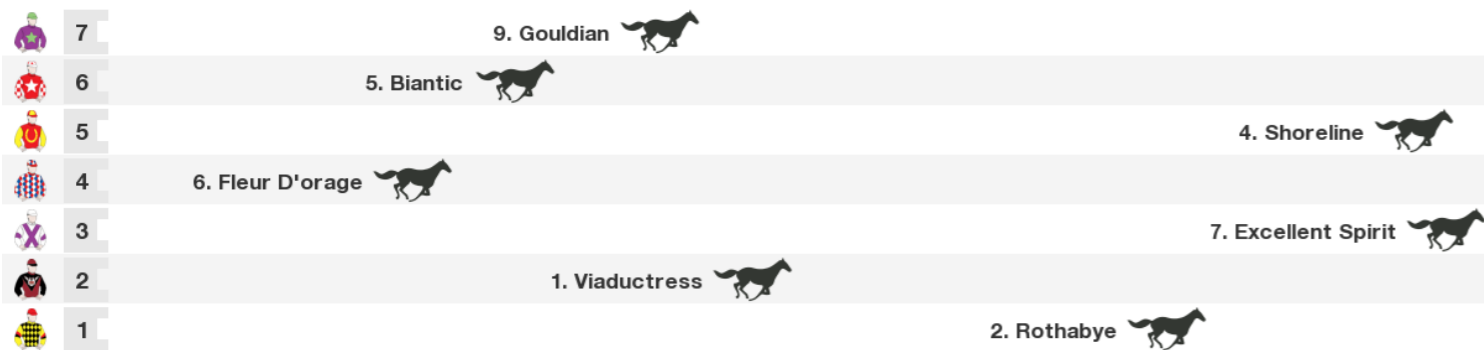 7 9. Gouldian
6 5. Biantic
5 4. Shoreline
4 6. Fleur D'orage
3 7. Excellent Spirit
2 1. Viaductress
1 2. Rothabye